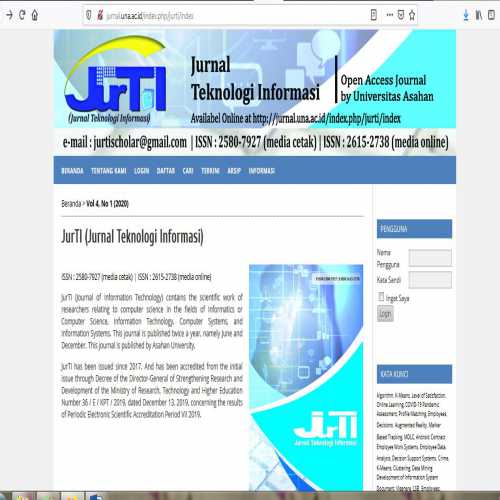 jurnal.una.ac.id/index.php/jurti/index
JurTI
(Jurnal Teknologi Informasi)
Jurnal
Teknologi Informasi
Open Access Journal
by Universitas Asahan
Availabel Online at http://jurnal.una.ac.id/index.php/jurti/index
e-mail : jurtischolar@gmail.com | ISSN : 2580-7927 (media cetak) | ISSN : 2615-2738 (media online)
BERANDA TENTANG KAMI LOGIN DAFTAR CARI TERKINI ARSIP INFORMASI
Beranda > Vol 4, No 1 (2020)
JurTI (Jurnal Teknologi Informasi)
ISSN : 2580-7927 (media cetak) | ISSN : 2615-2738 (media online)
JurTI (Journal of Information Technology) contains the scientific work of
researchers relating to computer science in the fields of Informatics or
Computer Science, Information Technology, Computer Systems, and
Information Systems. This journal is published twice a year, namely June and
December. This journal is published by Asahan University.
JurTI has been issued since 2017. And has been accredited from the initial
issue through Decree of the Director-General of Strengthening Research and
Development of the Ministry of Research, Technology and Higher Education
Number 36 / E / KPT / 2019, dated December 13, 2019, concerning the results
of Periodic Electronic Scientific Accreditation Period VII 2019.
JurTI
Jurnal Teknologi Informasi
PENGGUNA
Nama
Pengguna
Kata Sandi
Ingat Saya
Login
KATA KUNCI
Algoritm, K-Means, Level of Satisfaction,
Online Learning, COVID-19 Pandemic
Assessment, Profile Matching, Employees,
Decisions. Augmented Reality, Marker
Based Tracking, MDLC, Android Contract
Employee Work Systems, Employee Data,
Analysis, Decision Support Systems. Crime,
K-Means, Clustering. Data Mining
Development of Information System